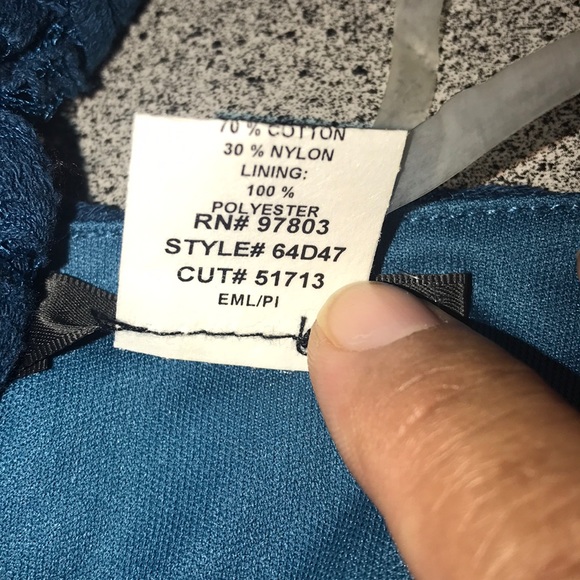 70 % COTTON
30 % NYLON
LINING:
100 %
POLYESTER
RN# 97803
STYLE# 64D47
CUT# 51713
EML/PI